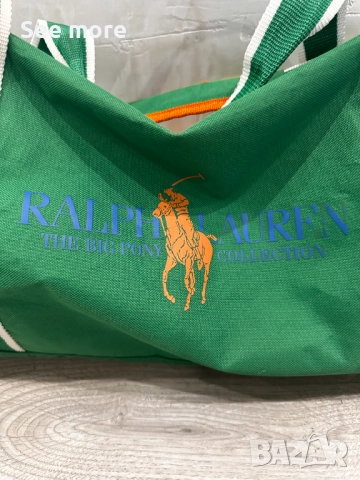 See more
RALPH LAUREN
THE BIG PONY COLLECTION
BAZAR